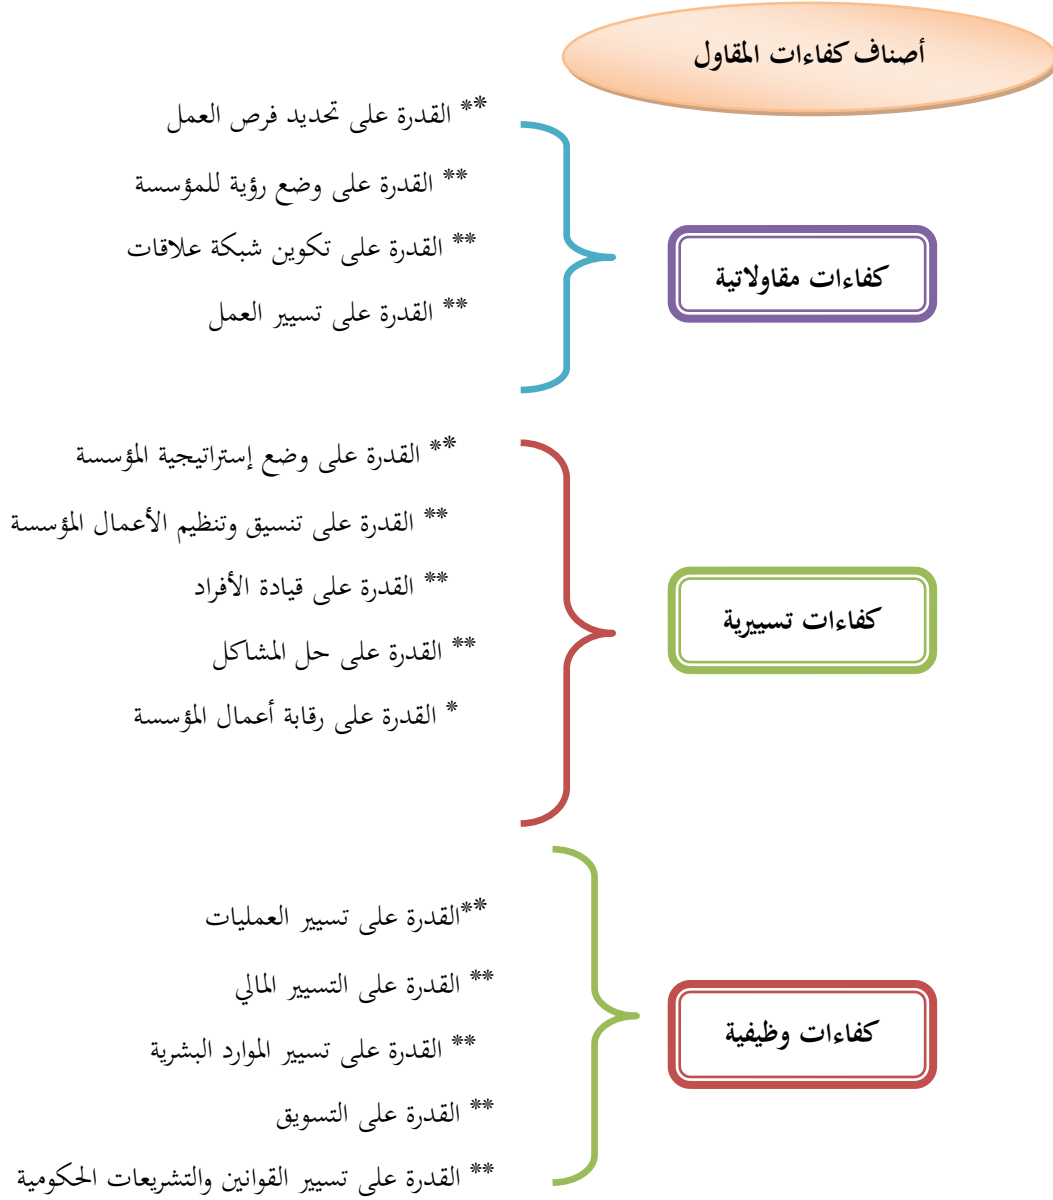 أصناف كفاءات المقاول
كفاءات مقاولاتية
** القدرة على تحديد فرص العمل
** القدرة على وضع رؤية للمؤسسة
** القدرة على تكوين شبكة علاقات
** القدرة على تسيير العمل
كفاءات تسييرية
** القدرة على وضع إستراتيجية المؤسسة
** القدرة على تنسيق وتنظيم الأعمال المؤسسة
** القدرة على قيادة الأفراد
** القدرة على حل المشاكل
* القدرة على رقابة أعمال المؤسسة
كفاءات وظيفية
**القدرة على تسيير العمليات
** القدرة على التسيير المالي
** القدرة على تسيير الموارد البشرية
** القدرة على التسويق
** القدرة على تسيير القوانين والتشريعات الحكومية